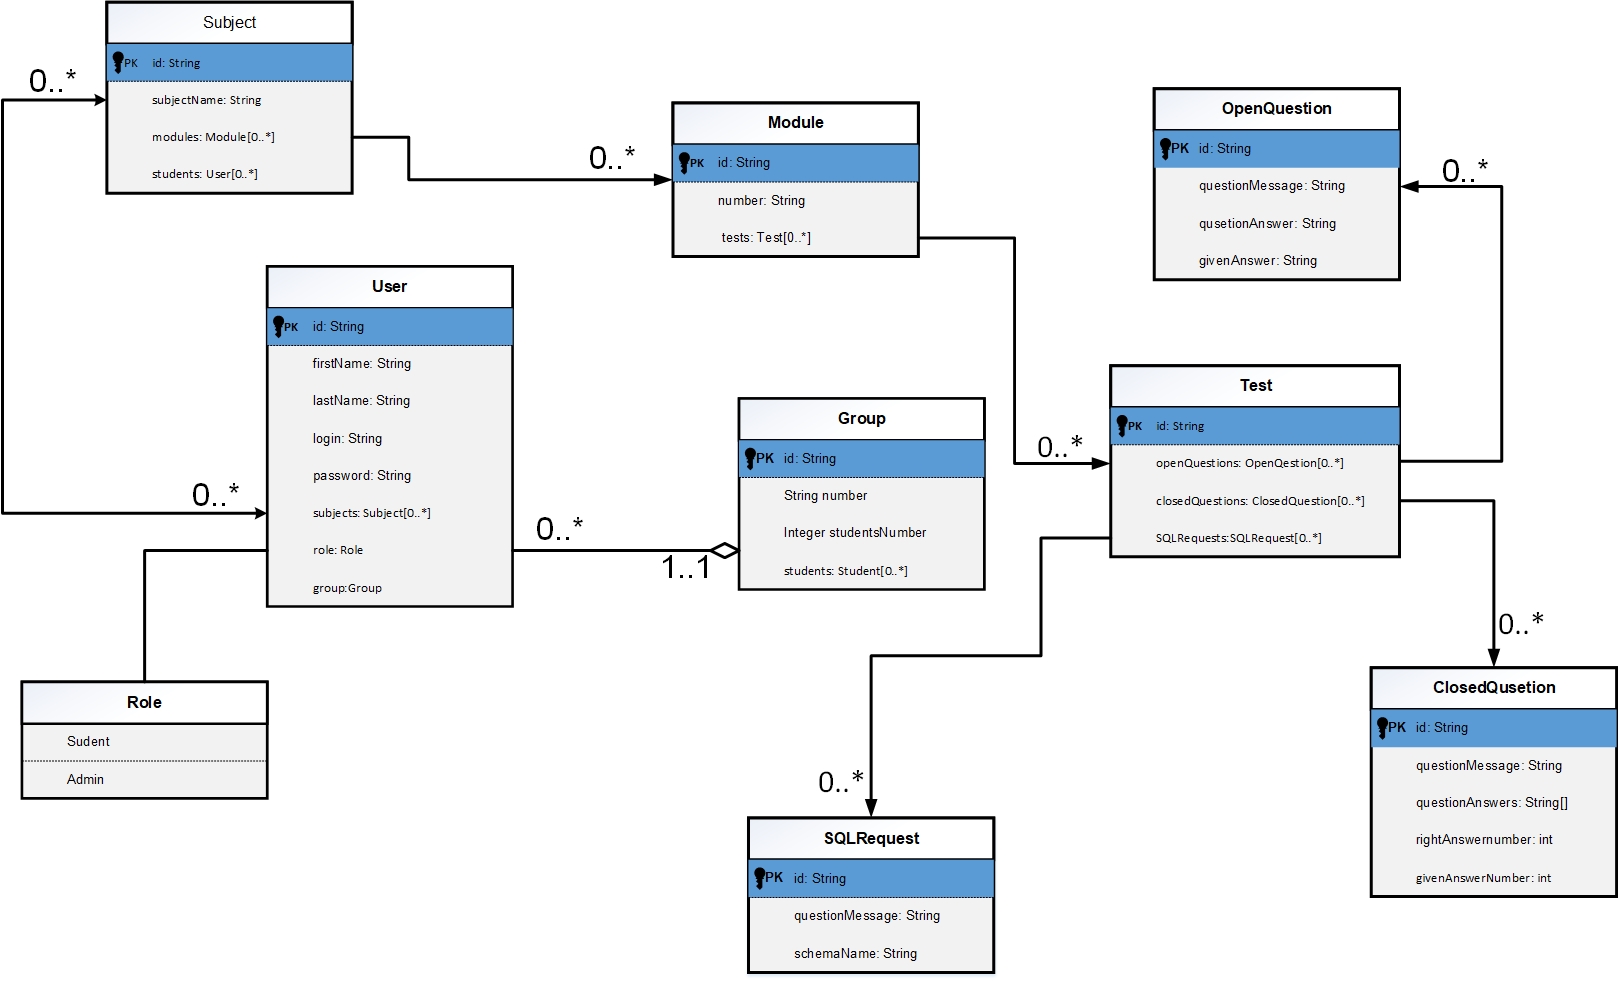 Subject
PK id: String
subjectName: String
modules: Module[0..*]
students: User[0..*]
0..*
0..*
0..*
Module
PK id: String
number: String
tests: Test[0..*]
OpenQuestion
PK id: String
questionMessage: String
qusetionAnswer: String
givenAnswer: String
0..*
User
PK id: String
firstName: String
lastName: String
login: String
password: String
subjects: Subject[0..*]
role: Role
group:Group
0..*
1..1
Group
PK id: String
String number
Integer studentsNumber
students: Student[0..*]
0..*
Test
PK id: String
openQuestions: OpenQestion[0..*]
closedQuestions: ClosedQuestion[0..*]
SQLRequests:SQLRequest[0..*]
0..*
Role
Sudent
Admin
0..*
SQLRequest
PK id: String
questionMessage: String
schemaName: String
ClosedQusetion
PK id: String
questionMessage: String
questionAnswers: String[]
rightAnswernumber: int
givenAnswerNumber: int